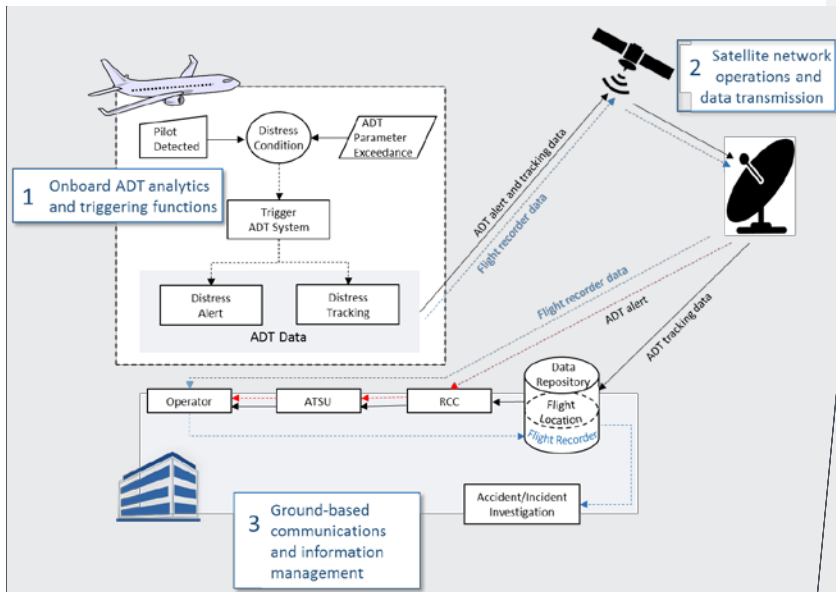 2 Satellite network
operations and
data transmission
Pilot
Detected
Distress
Condition
ADT
Parameter
Exceedance
1 Onboard ADT analytics
and triggering functions
Trigger
ADT System
Distress
Alert
Distress
Tracking
ADT Data
ADT alert and tracking data
Flight recorder data
Flight recorder data
ADT alert
ADT tracking data
Operator
ATSU
RCC
Data
Repository
Flight
Location
Flight Recorder
Accident/Incident
Investigation
3 Ground-based
communications
and information
management